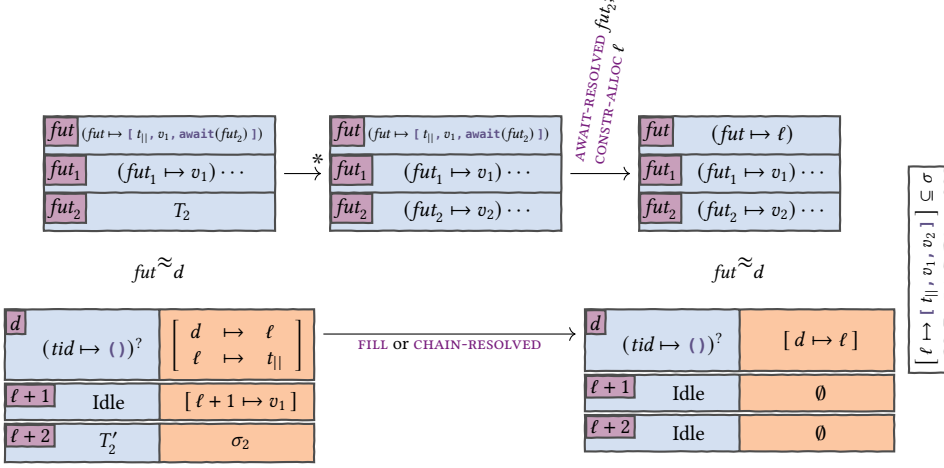 AWAIT-RESOLVED fut₂,
CONSTR-ALLOC ℓ
fut (fut ↦ [ t||, v₁, await(fut₂) ])
fut₁ (fut₁ ↦ v₁) ⋯
fut₂ T₂
*
fut (fut ↦ [ t||, v₁, await(fut₂) ])
fut₁ (fut₁ ↦ v₁) ⋯
fut₂ (fut₂ ↦ v₂) ⋯
fut (fut ↦ ℓ)
fut₁ (fut₁ ↦ v₁) ⋯
fut₂ (fut₂ ↦ v₂) ⋯
fut ≈ d
fut ≈ d
[ ℓ ↦ [ t||, v₁, v₂ ] ] ⊆ σ
d (tid ↦ ())? [ d ↦ ℓ
ℓ ↦ t|| ]
ℓ + 1 Idle [ ℓ + 1 ↦ v₁ ]
ℓ + 2 T₂′ σ₂
FILL or CHAIN-RESOLVED
d (tid ↦ ())? [ d ↦ ℓ ]
ℓ + 1 Idle ∅
ℓ + 2 Idle ∅